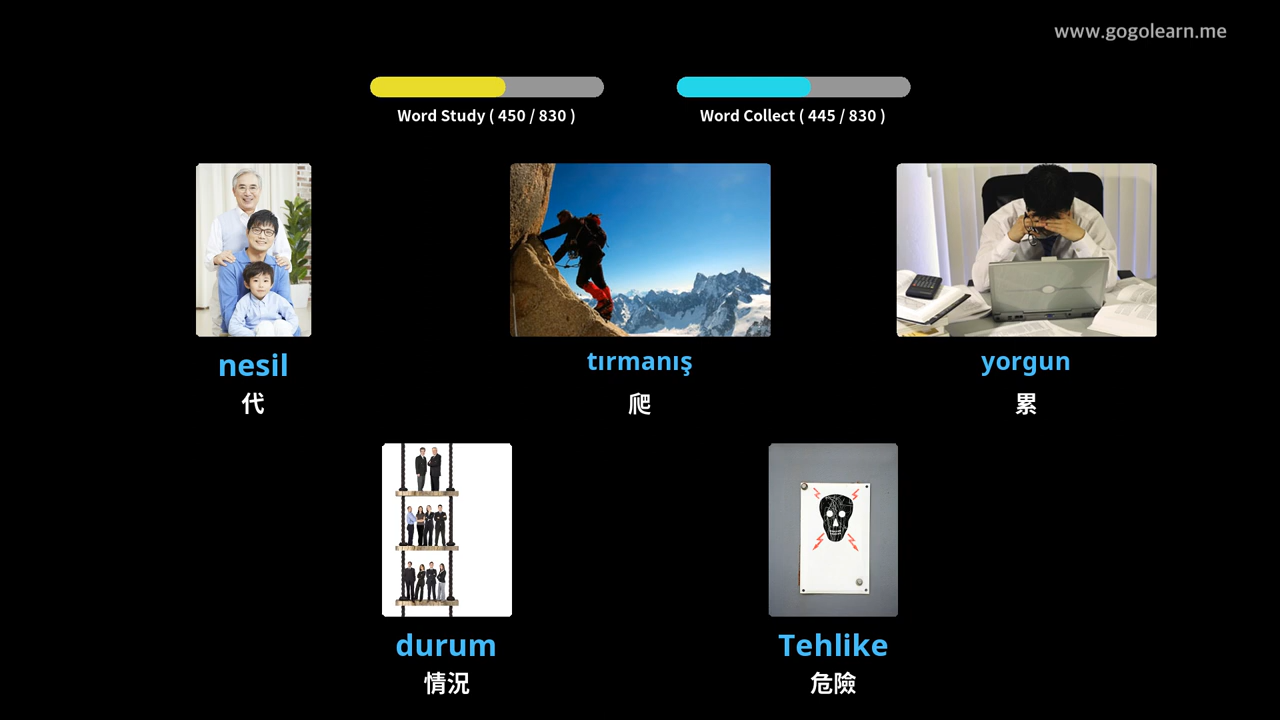 www.gogolearn.me
Word Study ( 450 / 830 )
Word Collect ( 445 / 830 )
nesil
代
tırmanış
爬
yorgun
累
durum
情況
Tehlike
危險